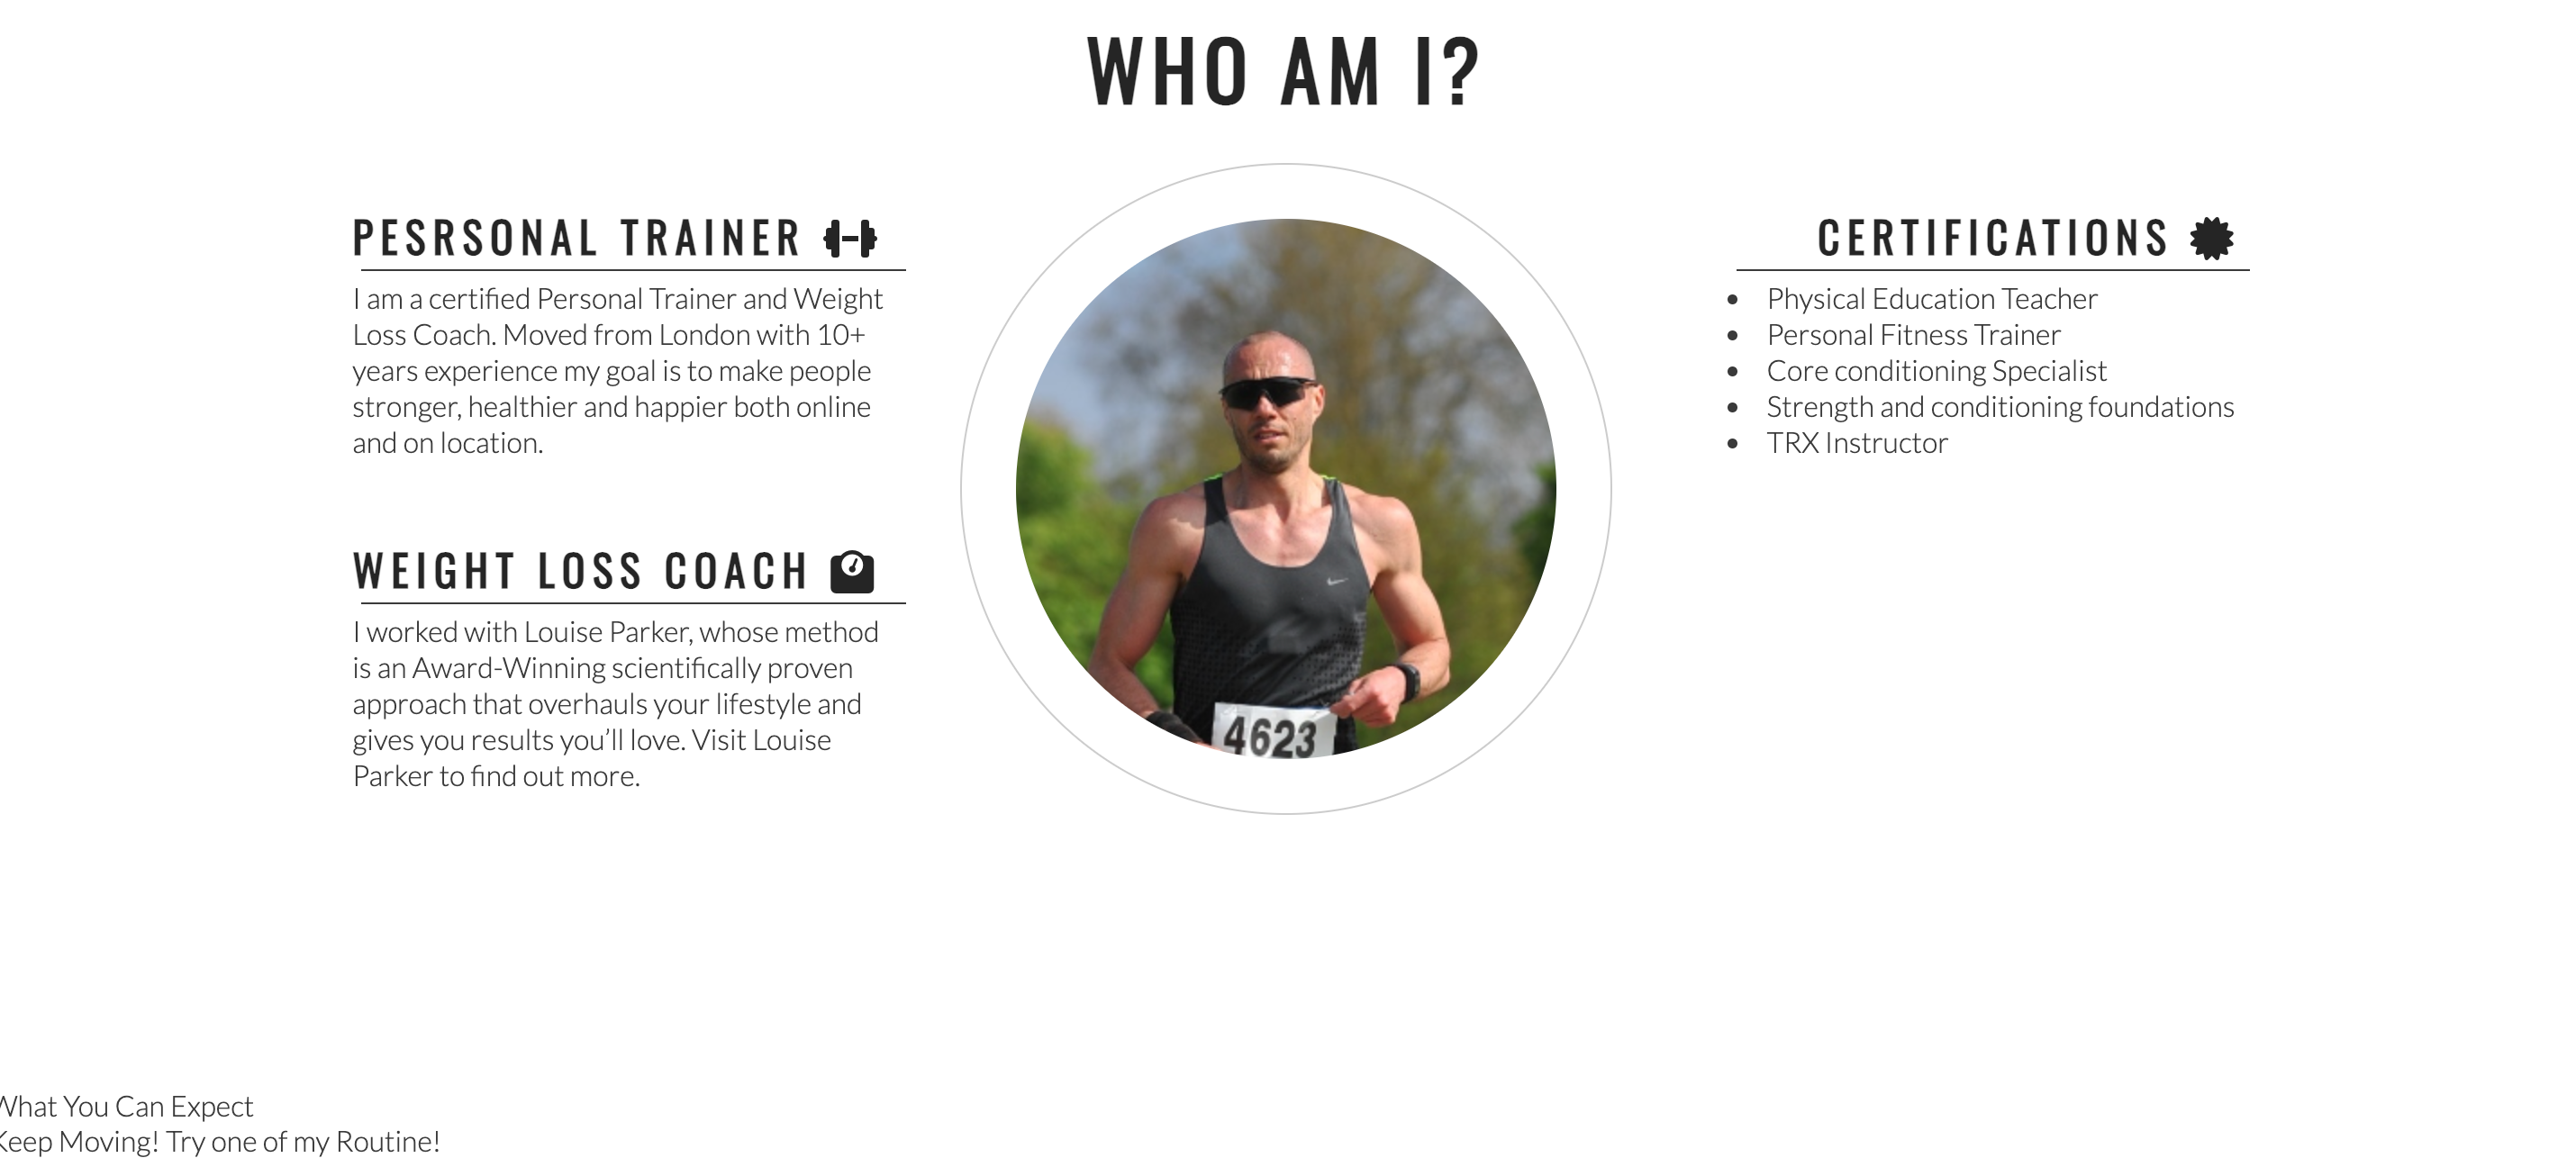 WHO AM I?
PESRSONAL TRAINER
I am a certified Personal Trainer and Weight
Loss Coach. Moved from London with 10+
years experience my goal is to make people
stronger, healthier and happier both online
and on location.
WEIGHT LOSS COACH
I worked with Louise Parker, whose method
is an Award-Winning scientifically proven
approach that overhauls your lifestyle and
gives you results you’ll love. Visit Louise
Parker to find out more.
4623
CERTIFICATIONS
Physical Education Teacher
Personal Fitness Trainer
Core conditioning Specialist
Strength and conditioning foundations
TRX Instructor
What You Can Expect
Keep Moving! Try one of my Routine!